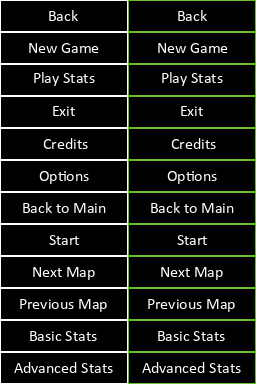 Back Back
New Game New Game
Play Stats Play Stats
Exit Exit
Credits Credits
Options Options
Back to Main Back to Main
Start Start
Next Map Next Map
Previous Map Previous Map
Basic Stats Basic Stats
Advanced Stats Advanced Stats